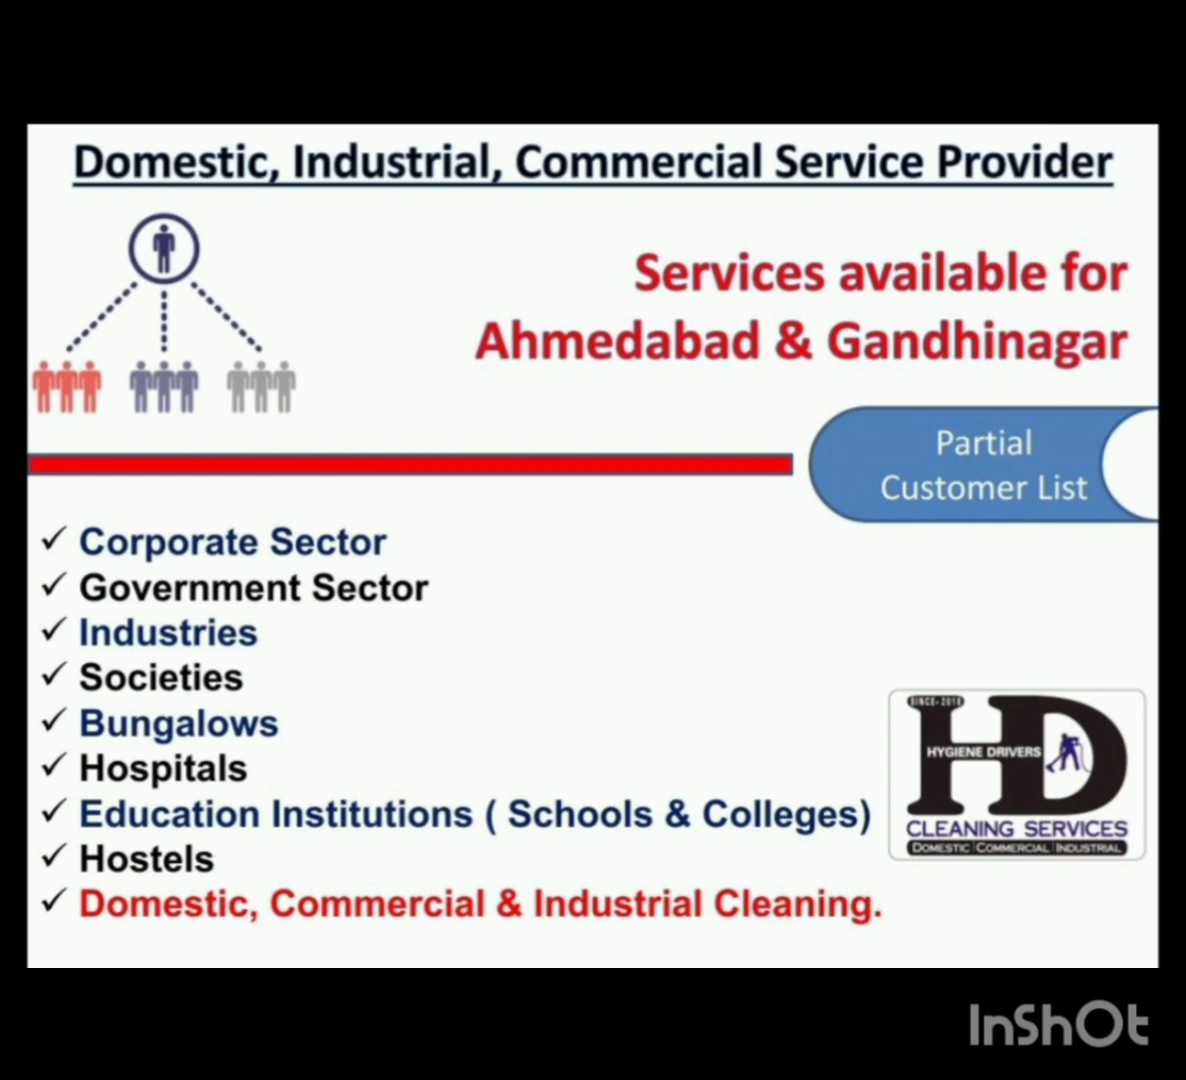 Domestic, Industrial, Commercial Service Provider
Services available for
Ahmedabad & Gandhinagar
Partial
Customer List
✓ Corporate Sector
✓ Government Sector
✓ Industries
✓ Societies
✓ Bungalows
✓ Hospitals
✓ Education Institutions ( Schools & Colleges)
✓ Hostels
✓ Domestic, Commercial & Industrial Cleaning.
HD
HYGIENE DRIVERS
CLEANING SERVICES
DOMESTIC COMMERCIAL INDUSTRIAL
InShOt